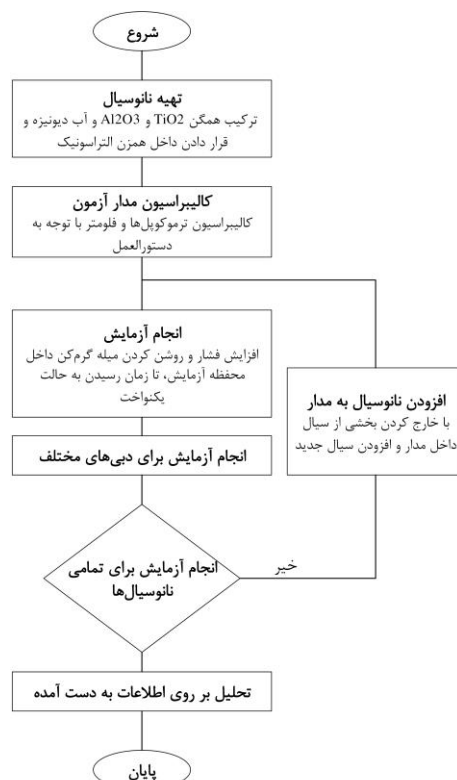 شروع
تهیه نانوسیال
ترکیب همگن TiO2 و Al2O3 و آب دیونیزه و
قرار دادن داخل همزن التراسونیک
کالیبراسیون مدار آزمون
کالیبراسیون ترموکوپل‌ها و فلومتر با توجه به
دستورالعمل
انجام آزمایش
افزایش فشار و روشن کردن میله گرم‌کن داخل
محفظه آزمایش، تا زمان رسیدن به حالت
یکنواخت
افزودن نانوسیال به مدار
با خارج کردن بخشی از سیال
داخل مدار و افزودن سیال جدید
انجام آزمایش برای دبی‌های مختلف
انجام آزمایش برای تمامی
نانوسیال‌ها
خیر
تحلیل بر روی اطلاعات به دست آمده
پایان